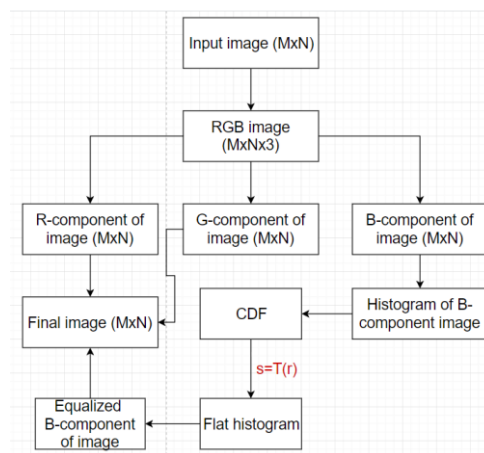 Input image (MxN)
RGB image
(MxNx3)
R-component of
image (MxN)
G-component of
image (MxN)
B-component of
image (MxN)
Final image (MxN)
CDF
Histogram of B-
component image
s=T(r)
Equalized
B-component
of image
Flat histogram